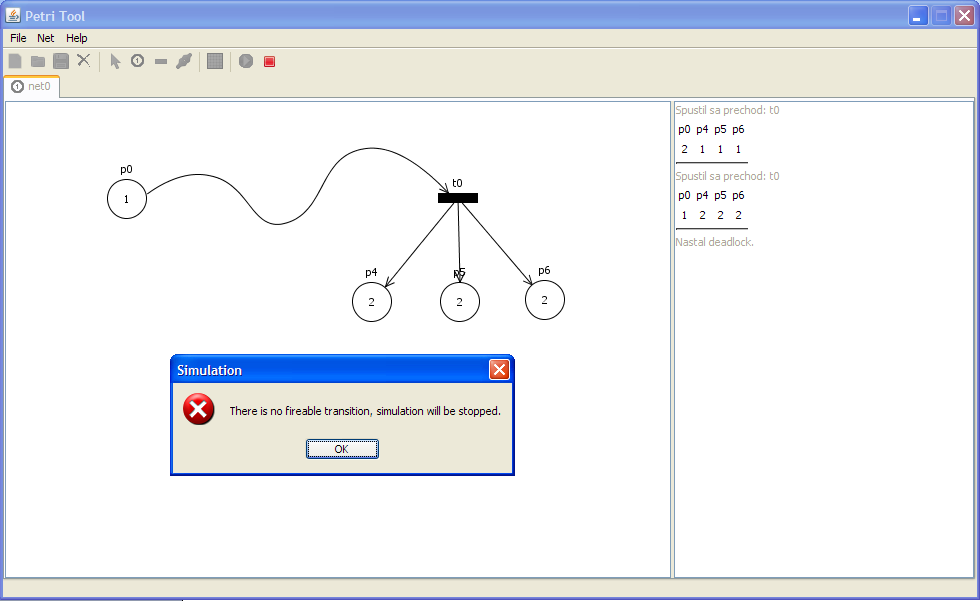 Petri Tool
File Net Help
1
1 net0
p0
1
t0
p4
2
p5
2
p6
2
Simulation
There is no fireable transition, simulation will be stopped.
OK
Spustil sa prechod: t0
p0 p4 p5 p6
2 1 1 1
Spustil sa prechod: t0
p0 p4 p5 p6
1 2 2 2
Nastal deadlock.